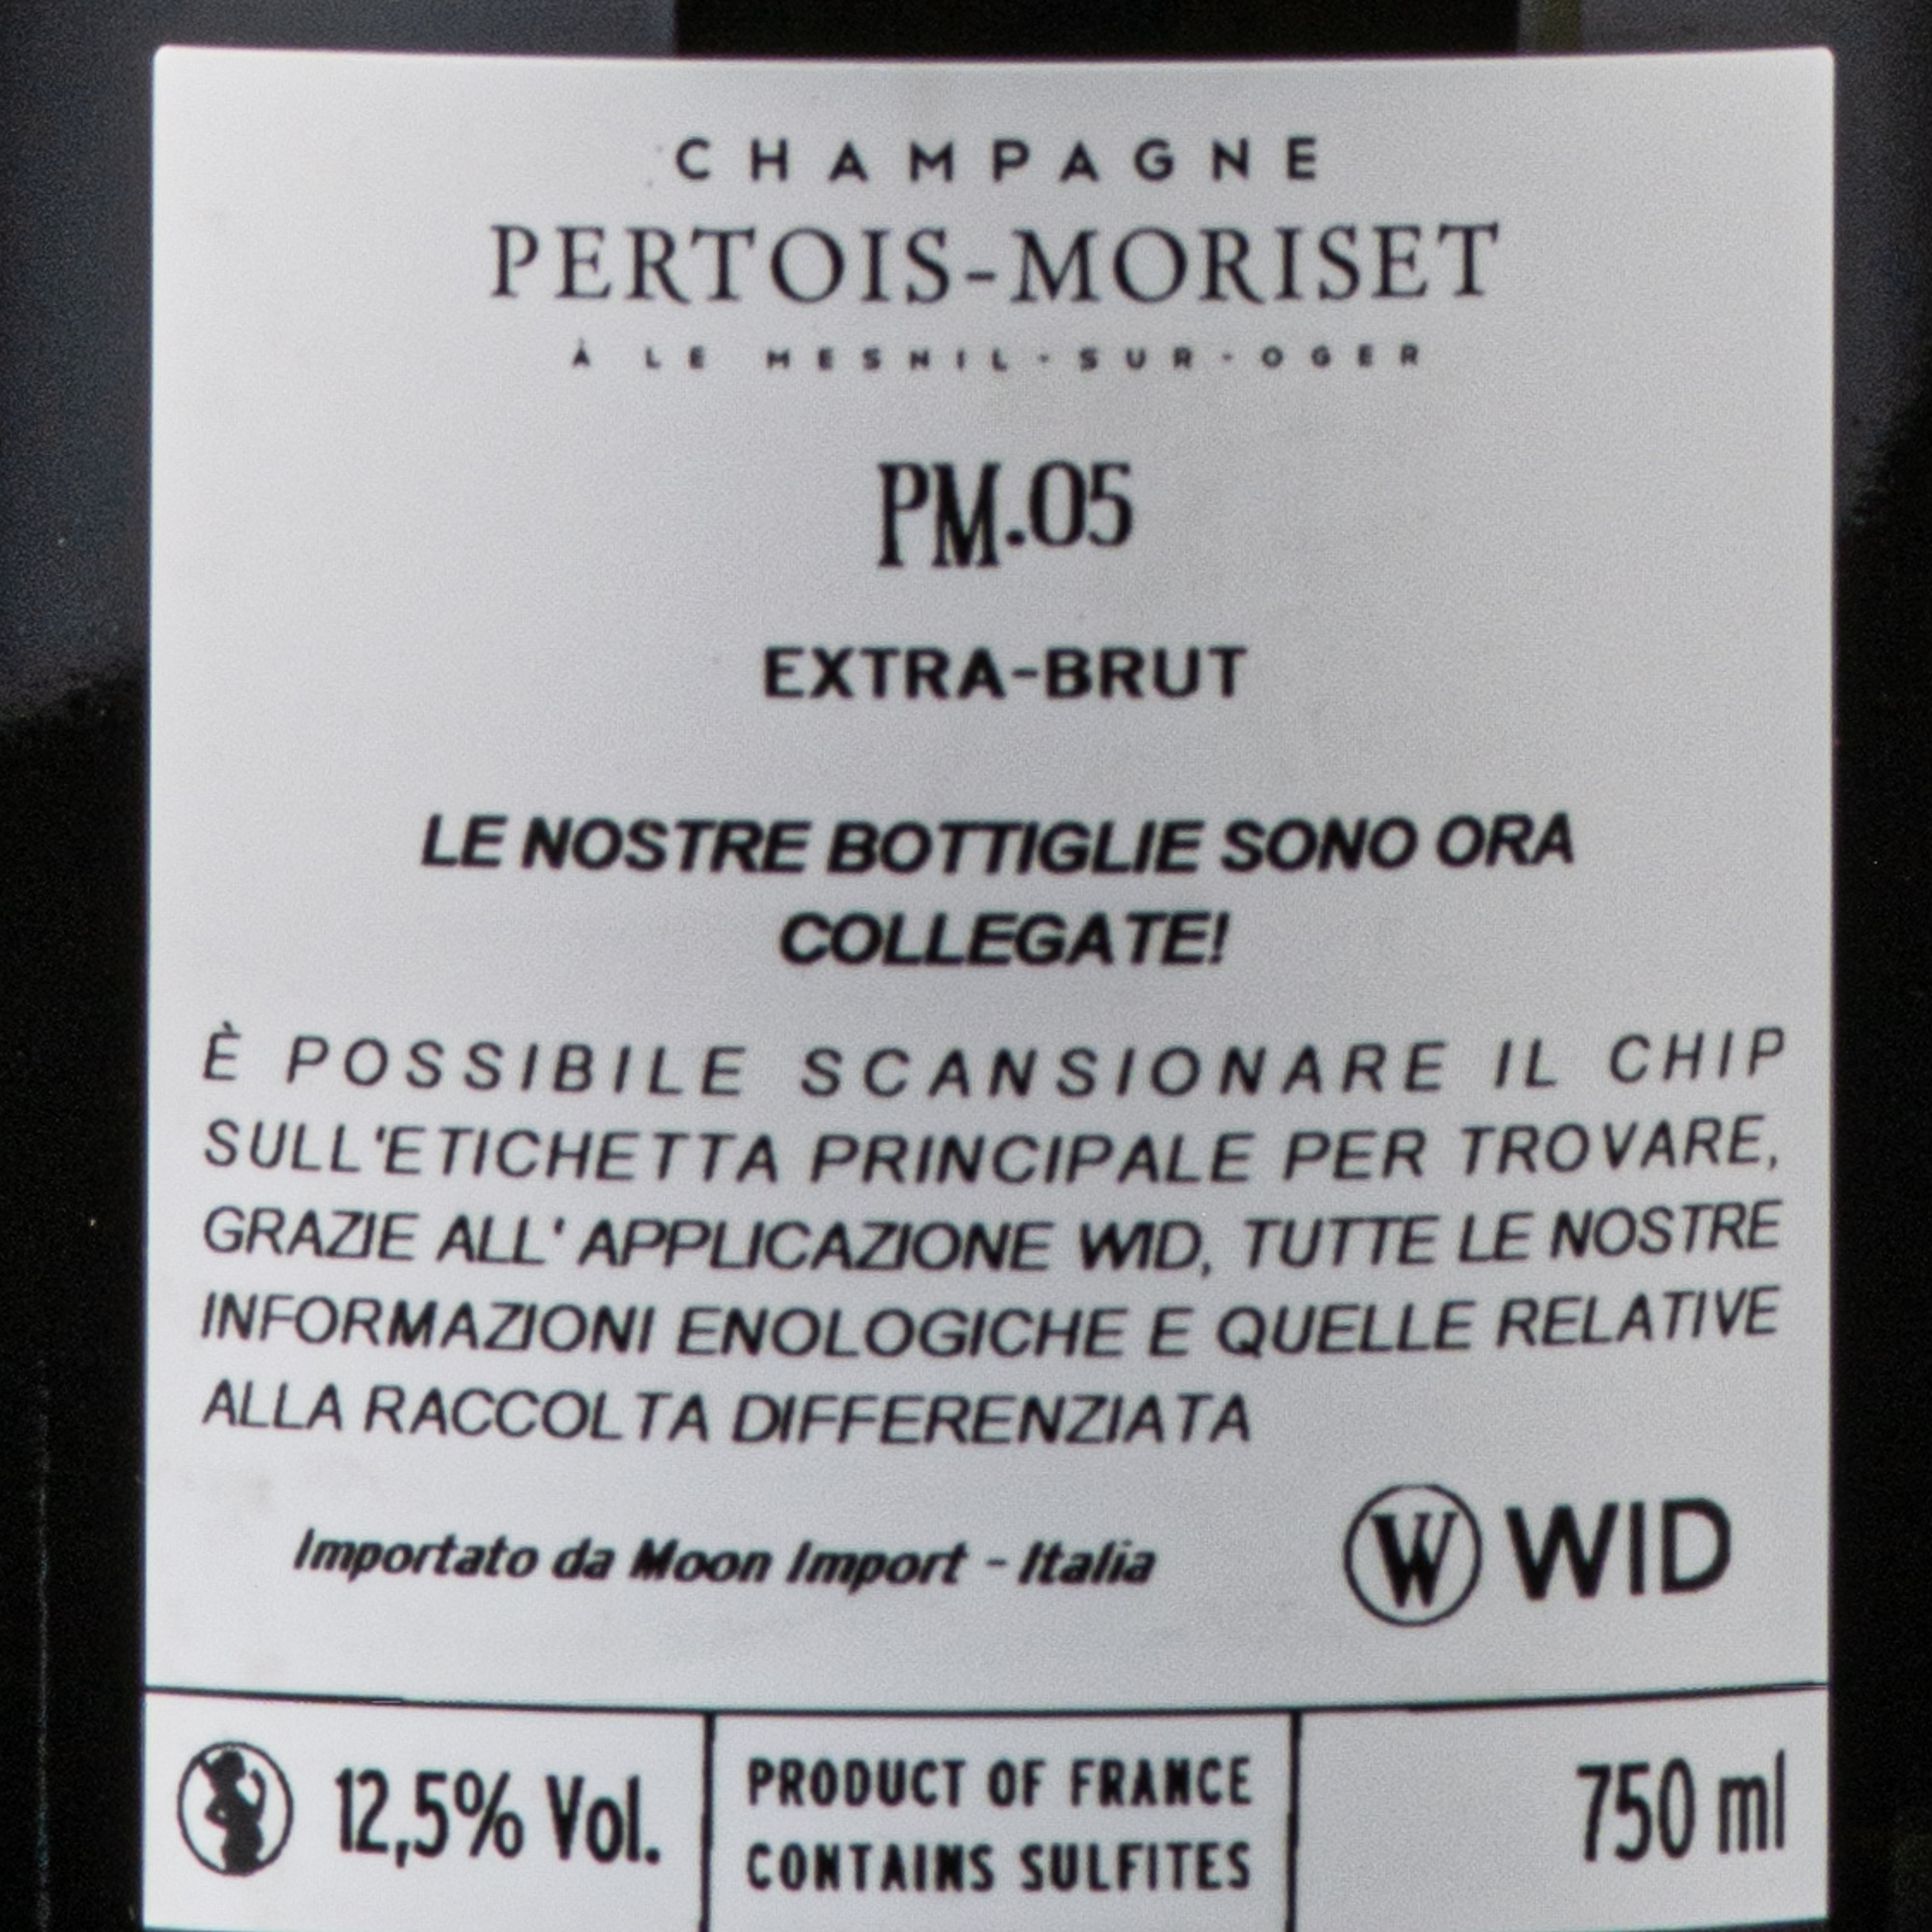 CHAMPAGNE
PERTOIS-MORISET
À LE MESNIL-SUR-OGER
PM.05
EXTRA-BRUT
LE NOSTRE BOTTIGLIE SONO ORA
COLLEGATE!
È POSSIBILE SCANSIONARE IL CHIP
SULL'ETICHETTA PRINCIPALE PER TROVARE,
GRAZIE ALL' APPLICAZIONE WID, TUTTE LE NOSTRE
INFORMAZIONI ENOLOGICHE E QUELLE RELATIVE
ALLA RACCOLTA DIFFERENZIATA
Importato da Moon Import - Italia
W WID
12,5% Vol.
PRODUCT OF FRANCE
CONTAINS SULFITES
750 ml